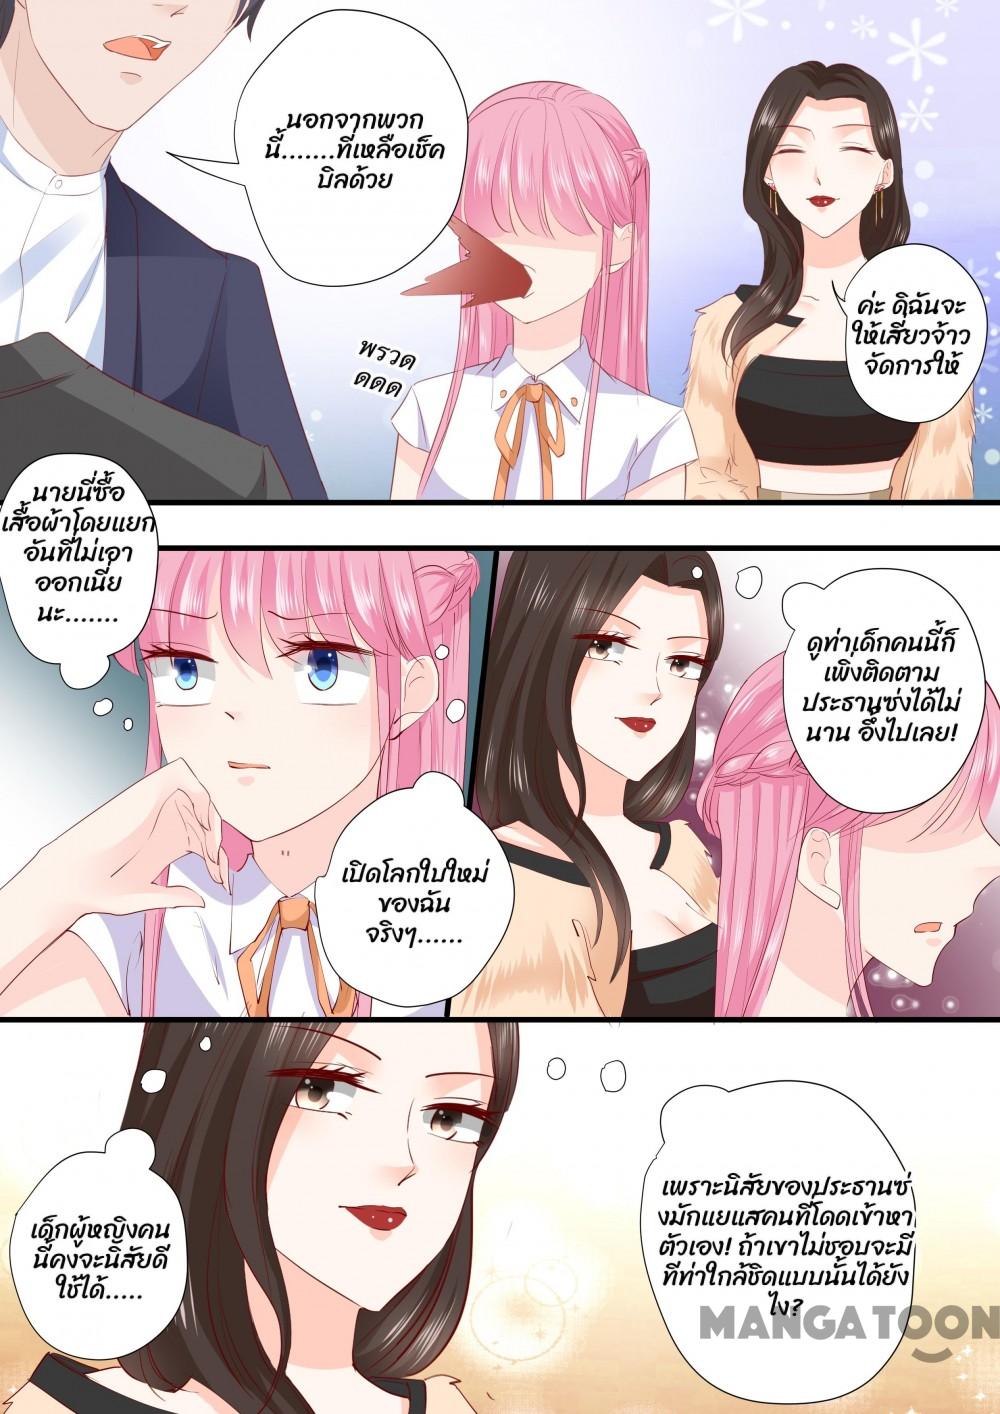 นอกจากพวก
นี้.......ที่เหลือเช็ค
บิลด้วย
ค่ะ ดิฉันจะ
ให้เสี่ยวจ้าว
จัดการให้
พรวด
ดดด
นายนี่ซื้อ
เสื้อผ้าโดยแยก
อันที่ไม่เอา
ออกเนี่ย
นะ.......
เปิดโลกใบใหม่
ของฉัน
จริงๆ......
ดูท่าเด็กคนนี้ก็
เพิ่งติดตาม
ประธานซ่งได้ไม่
นาน อึ้งไปเลย!
เด็กผู้หญิงคน
นี้คงจะนิสัยดี
ใช้ได้.....
เพราะนิสัยของประธานซ่
งมักแยแสคนที่โดดเข้าหา
ตัวเอง! ถ้าเขาไม่ชอบจะมี
ทีท่าใกล้ชิดแบบนั้นได้ยัง
ไง?
MANGATOON